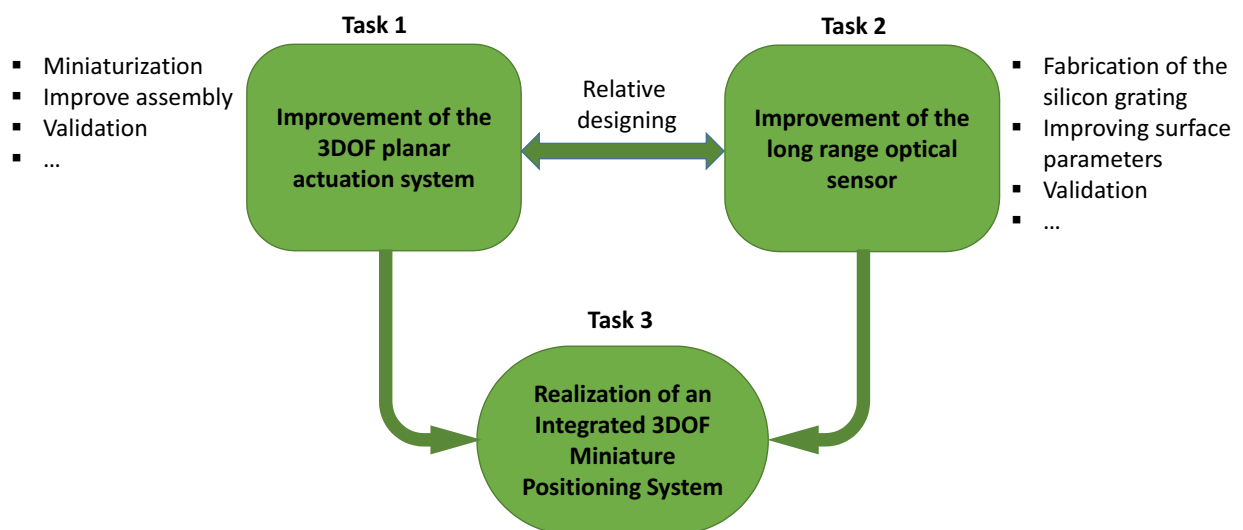 Task 1
▪ Miniaturization
▪ Improve assembly
▪ Validation
▪ ...
Improvement of the
3DOF planar
actuation system
Relative
designing
Task 2
Improvement of the
long range optical
sensor
▪ Fabrication of the
silicon grating
▪ Improving surface
parameters
▪ Validation
▪ ...
Task 3
Realization of an
Integrated 3DOF
Miniature
Positioning System